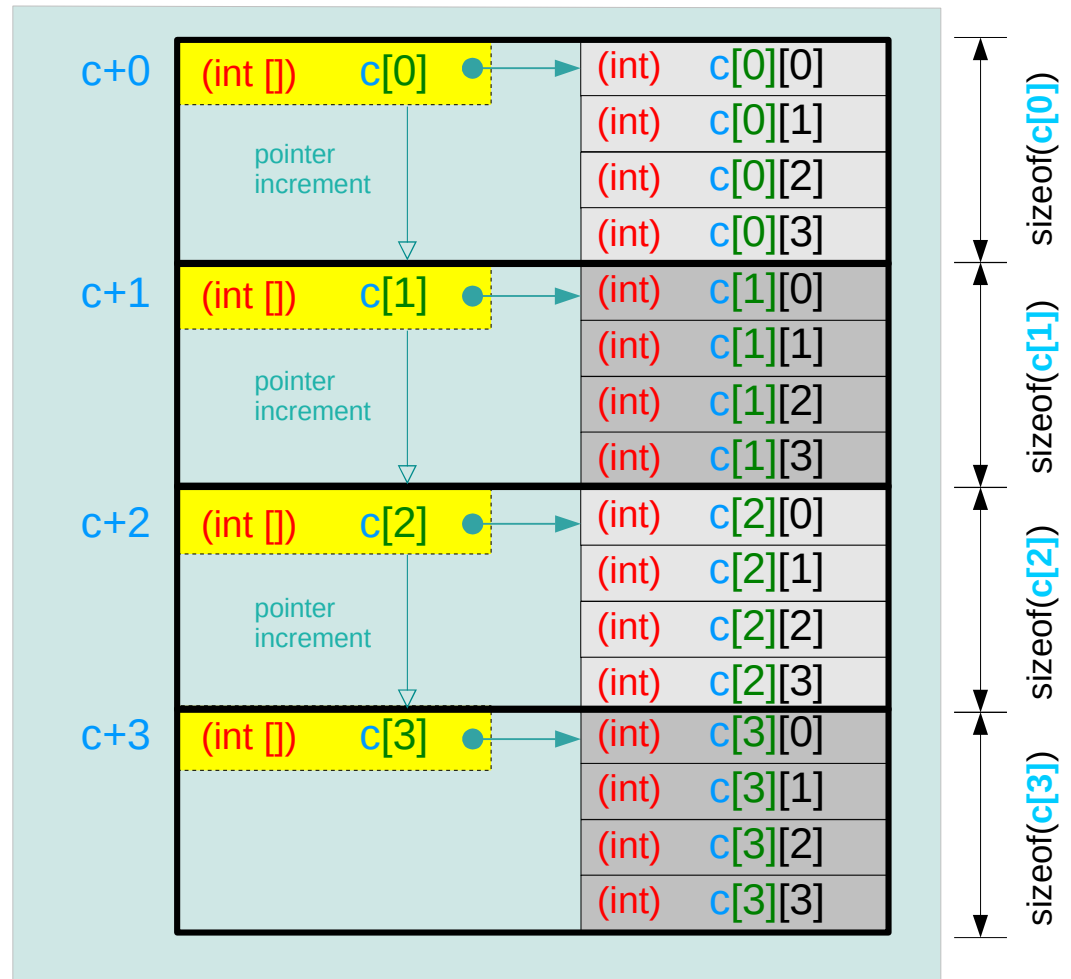 c+0 (int []) c[0] (int) c[0][0]
(int) c[0][1]
pointer
increment
(int) c[0][2]
(int) c[0][3]
sizeof(c[0])
c+1 (int []) c[1] (int) c[1][0]
(int) c[1][1]
pointer
increment
(int) c[1][2]
(int) c[1][3]
sizeof(c[1])
c+2 (int []) c[2] (int) c[2][0]
(int) c[2][1]
pointer
increment
(int) c[2][2]
(int) c[2][3]
sizeof(c[2])
c+3 (int []) c[3] (int) c[3][0]
(int) c[3][1]
(int) c[3][2]
(int) c[3][3]
sizeof(c[3])